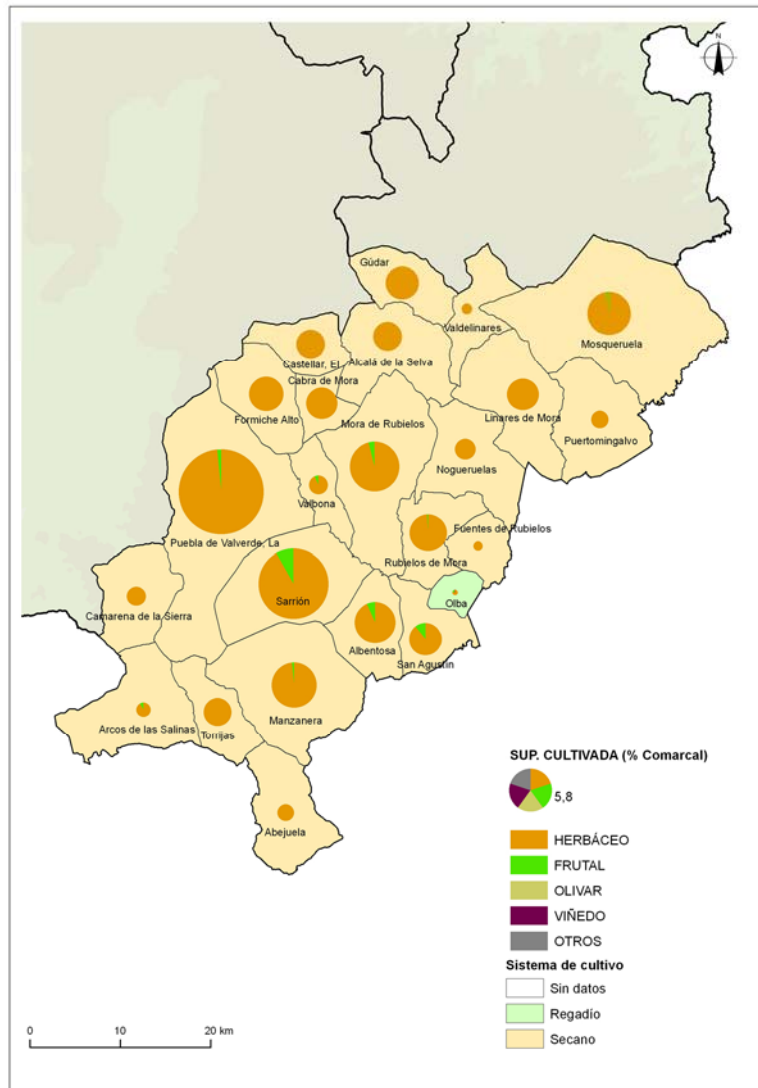 N
Gúdar
Valdelinares
Mosqueruela
Castellar, El
Alcalá de la Selva
Cabra de Mora
Formiche Alto
Linares de Mora
Puertomingalvo
Mora de Rubielos
Nogueruelas
Valbona
Puebla de Valverde, La
Fuentes de Rubielos
Rubielos de Mora
Olba
Camarena de la Sierra
Sarrión
Albentosa
San Agustín
Manzanera
Arcos de las Salinas
Torrijas
Abejuela
SUP. CULTIVADA (% Comarcal)
5,8
HERBÁCEO
FRUTAL
OLIVAR
VIÑEDO
OTROS
Sistema de cultivo
Sin datos
Regadío
Secano
0 10 20 km